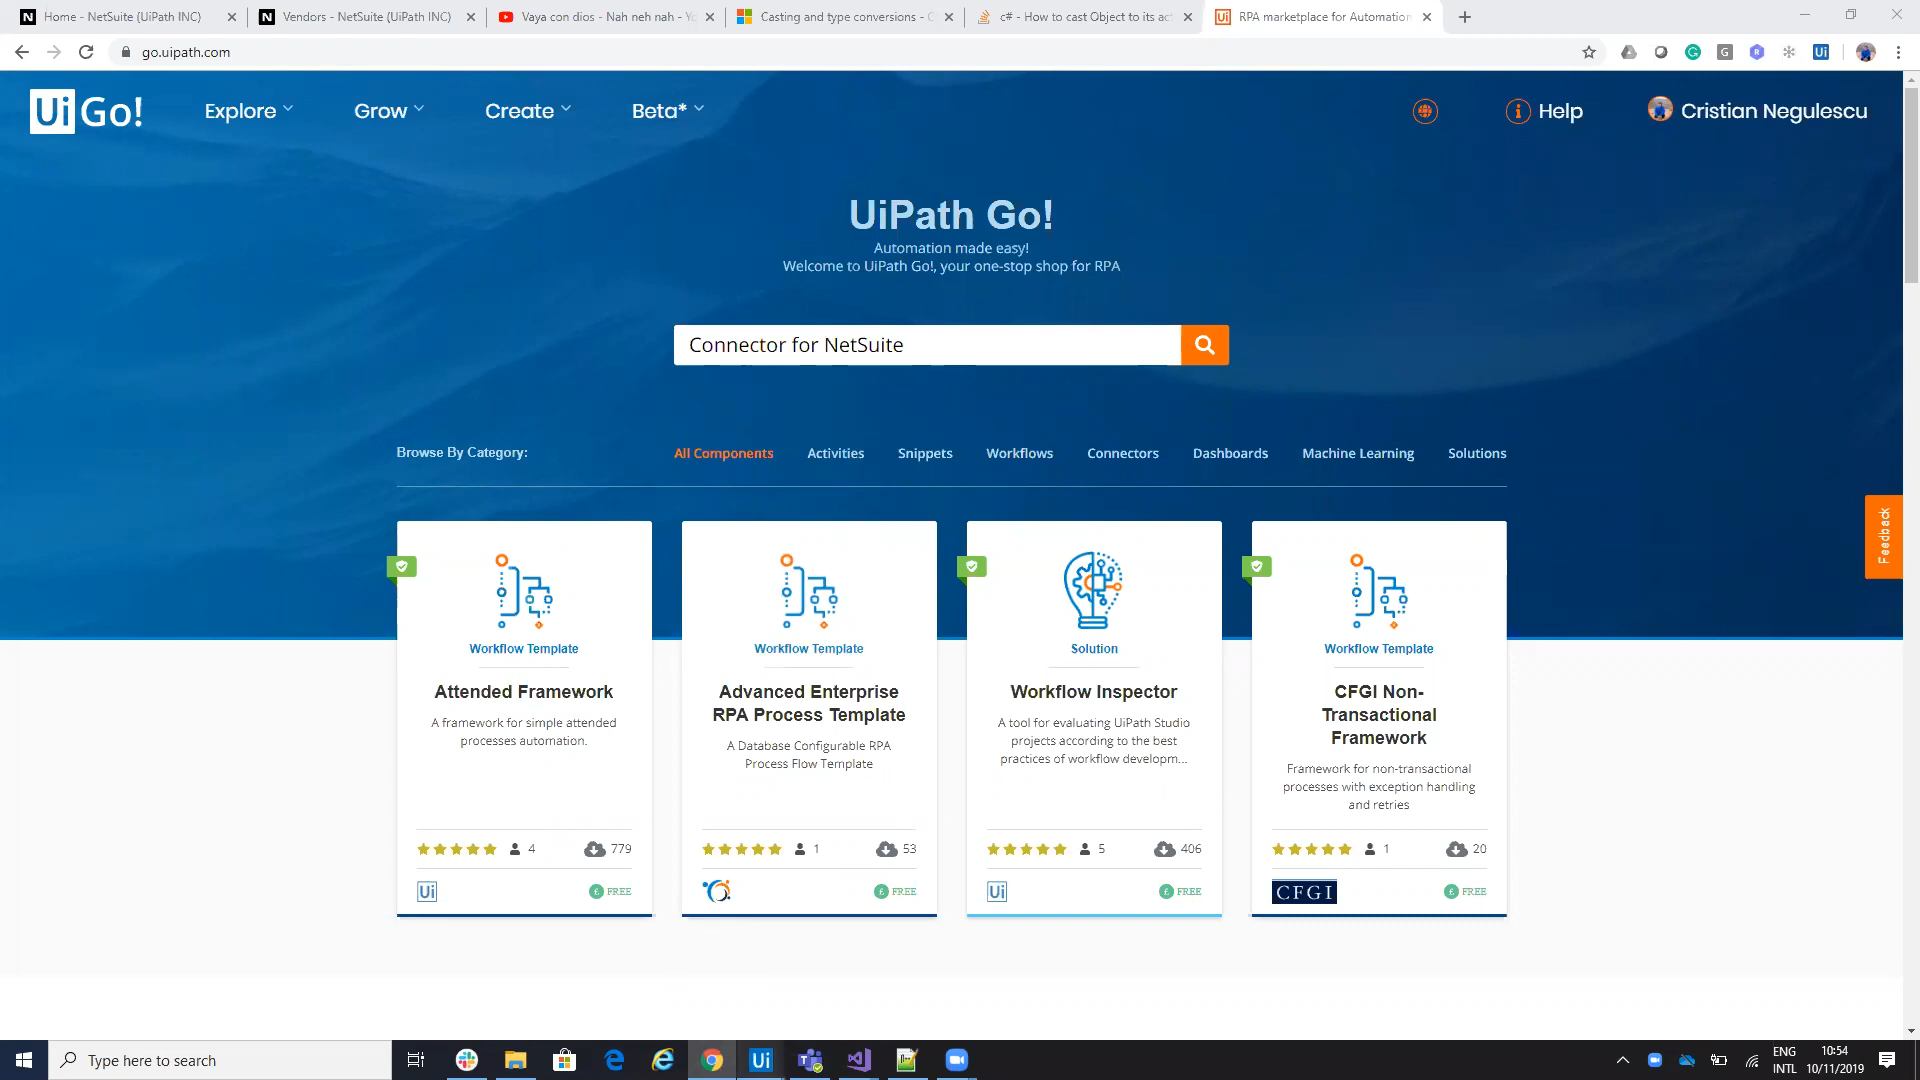 Home - NetSuite (UiPath INC)
Vendors - NetSuite (UiPath INC)
Vaya con dios - Nah neh nah - Yo
Casting and type conversions - C
c# - How to cast Object to its act
RPA marketplace for Automation
go.uipath.com
Ui Go!
Explore
Grow
Create
Beta*
Help
Cristian Negulescu
UiPath Go!
Automation made easy!
Welcome to UiPath Go!, your one-stop shop for RPA
Connector for NetSuite
Browse By Category:
All Components
Activities
Snippets
Workflows
Connectors
Dashboards
Machine Learning
Solutions
Feedback
Workflow Template
Attended Framework
A framework for simple attended
processes automation.
4
779
Ui
FREE
Workflow Template
Advanced Enterprise
RPA Process Template
A Database Configurable RPA
Process Flow Template
1
53
FREE
Solution
Workflow Inspector
A tool for evaluating UiPath Studio
projects according to the best
practices of workflow developm...
5
406
Ui
FREE
Workflow Template
CFGI Non-
Transactional
Framework
Framework for non-transactional
processes with exception handling
and retries
1
20
CFGI
FREE
Type here to search
Ui
ENG
INTL
10:54
10/11/2019